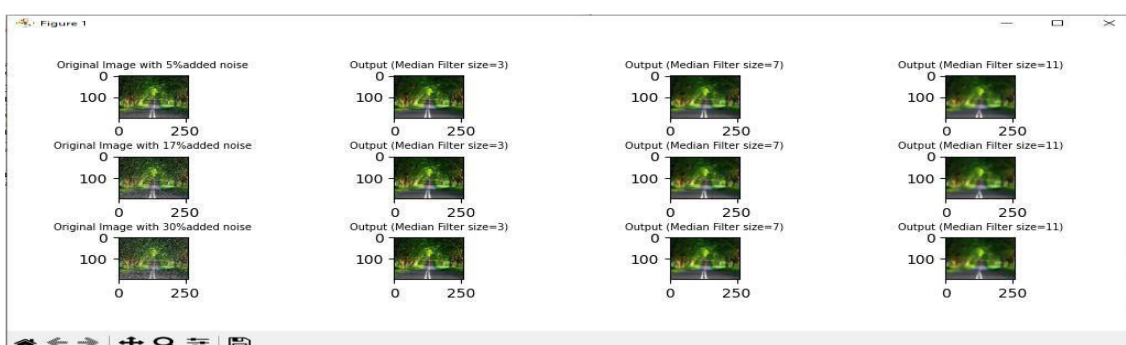 Figure 1
Original Image with 5%added noise Output (Median Filter size=3) Output (Median Filter size=7) Output (Median Filter size=11)
0 0 0 0
100 100 100 100
0 250 0 250 0 250 0 250
Original Image with 17%added noise Output (Median Filter size=3) Output (Median Filter size=7) Output (Median Filter size=11)
0 0 0 0
100 100 100 100
0 250 0 250 0 250 0 250
Original Image with 30%added noise Output (Median Filter size=3) Output (Median Filter size=7) Output (Median Filter size=11)
0 0 0 0
100 100 100 100
0 250 0 250 0 250 0 250